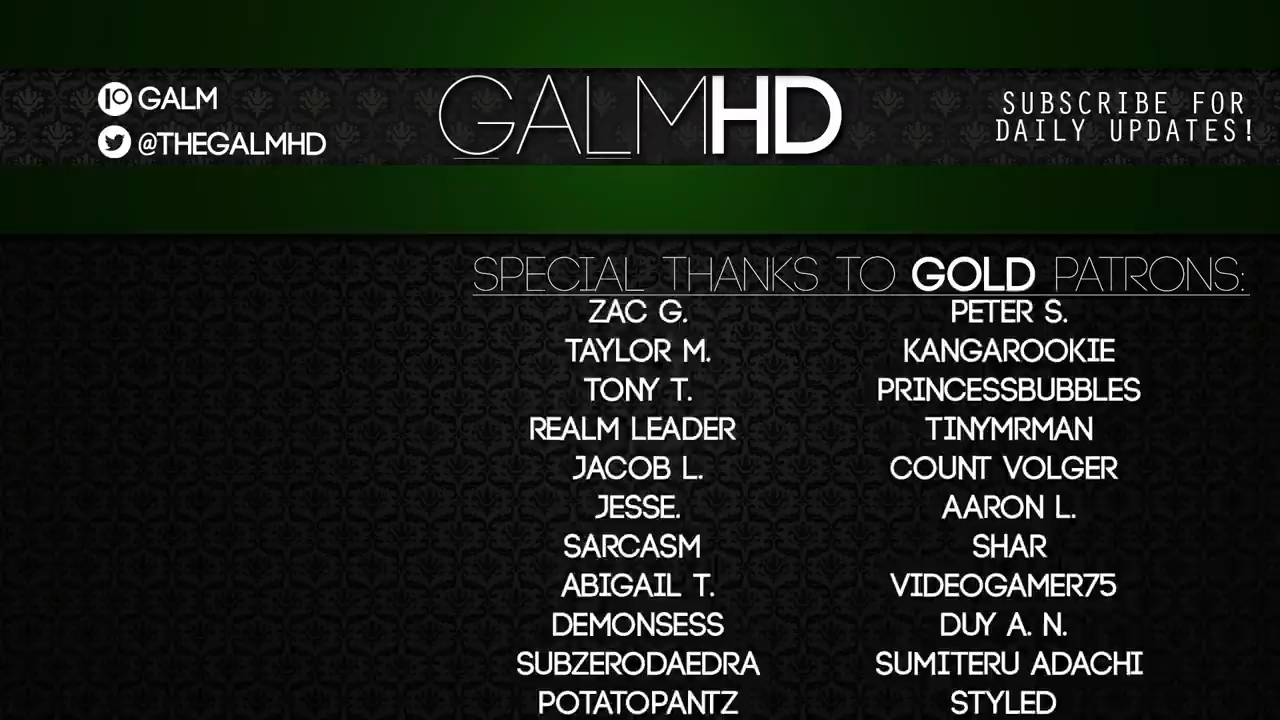 GALM
@THEGALMHD
GALMHD
SUBSCRIBE FOR
DAILY UPDATES!
SPECIAL THANKS TO GOLD PATRONS:
ZAC G.
TAYLOR M.
TONY T.
REALM LEADER
JACOB L.
JESSE.
SARCASM
ABIGAIL T.
DEMONSESS
SUBZERODAEDRA
POTATOPANTZ
PETER S.
KANGAROOKIE
PRINCESSBUBBLES
TINYMRMAN
COUNT VOLGER
AARON L.
SHAR
VIDEOGAMER75
DUY A. N.
SUMITERU ADACHI
STYLED